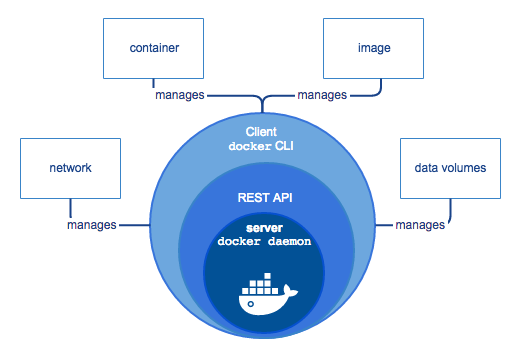 container
image
manages
manages
Client
docker CLI
network
data volumes
REST API
manages
manages
server
docker daemon